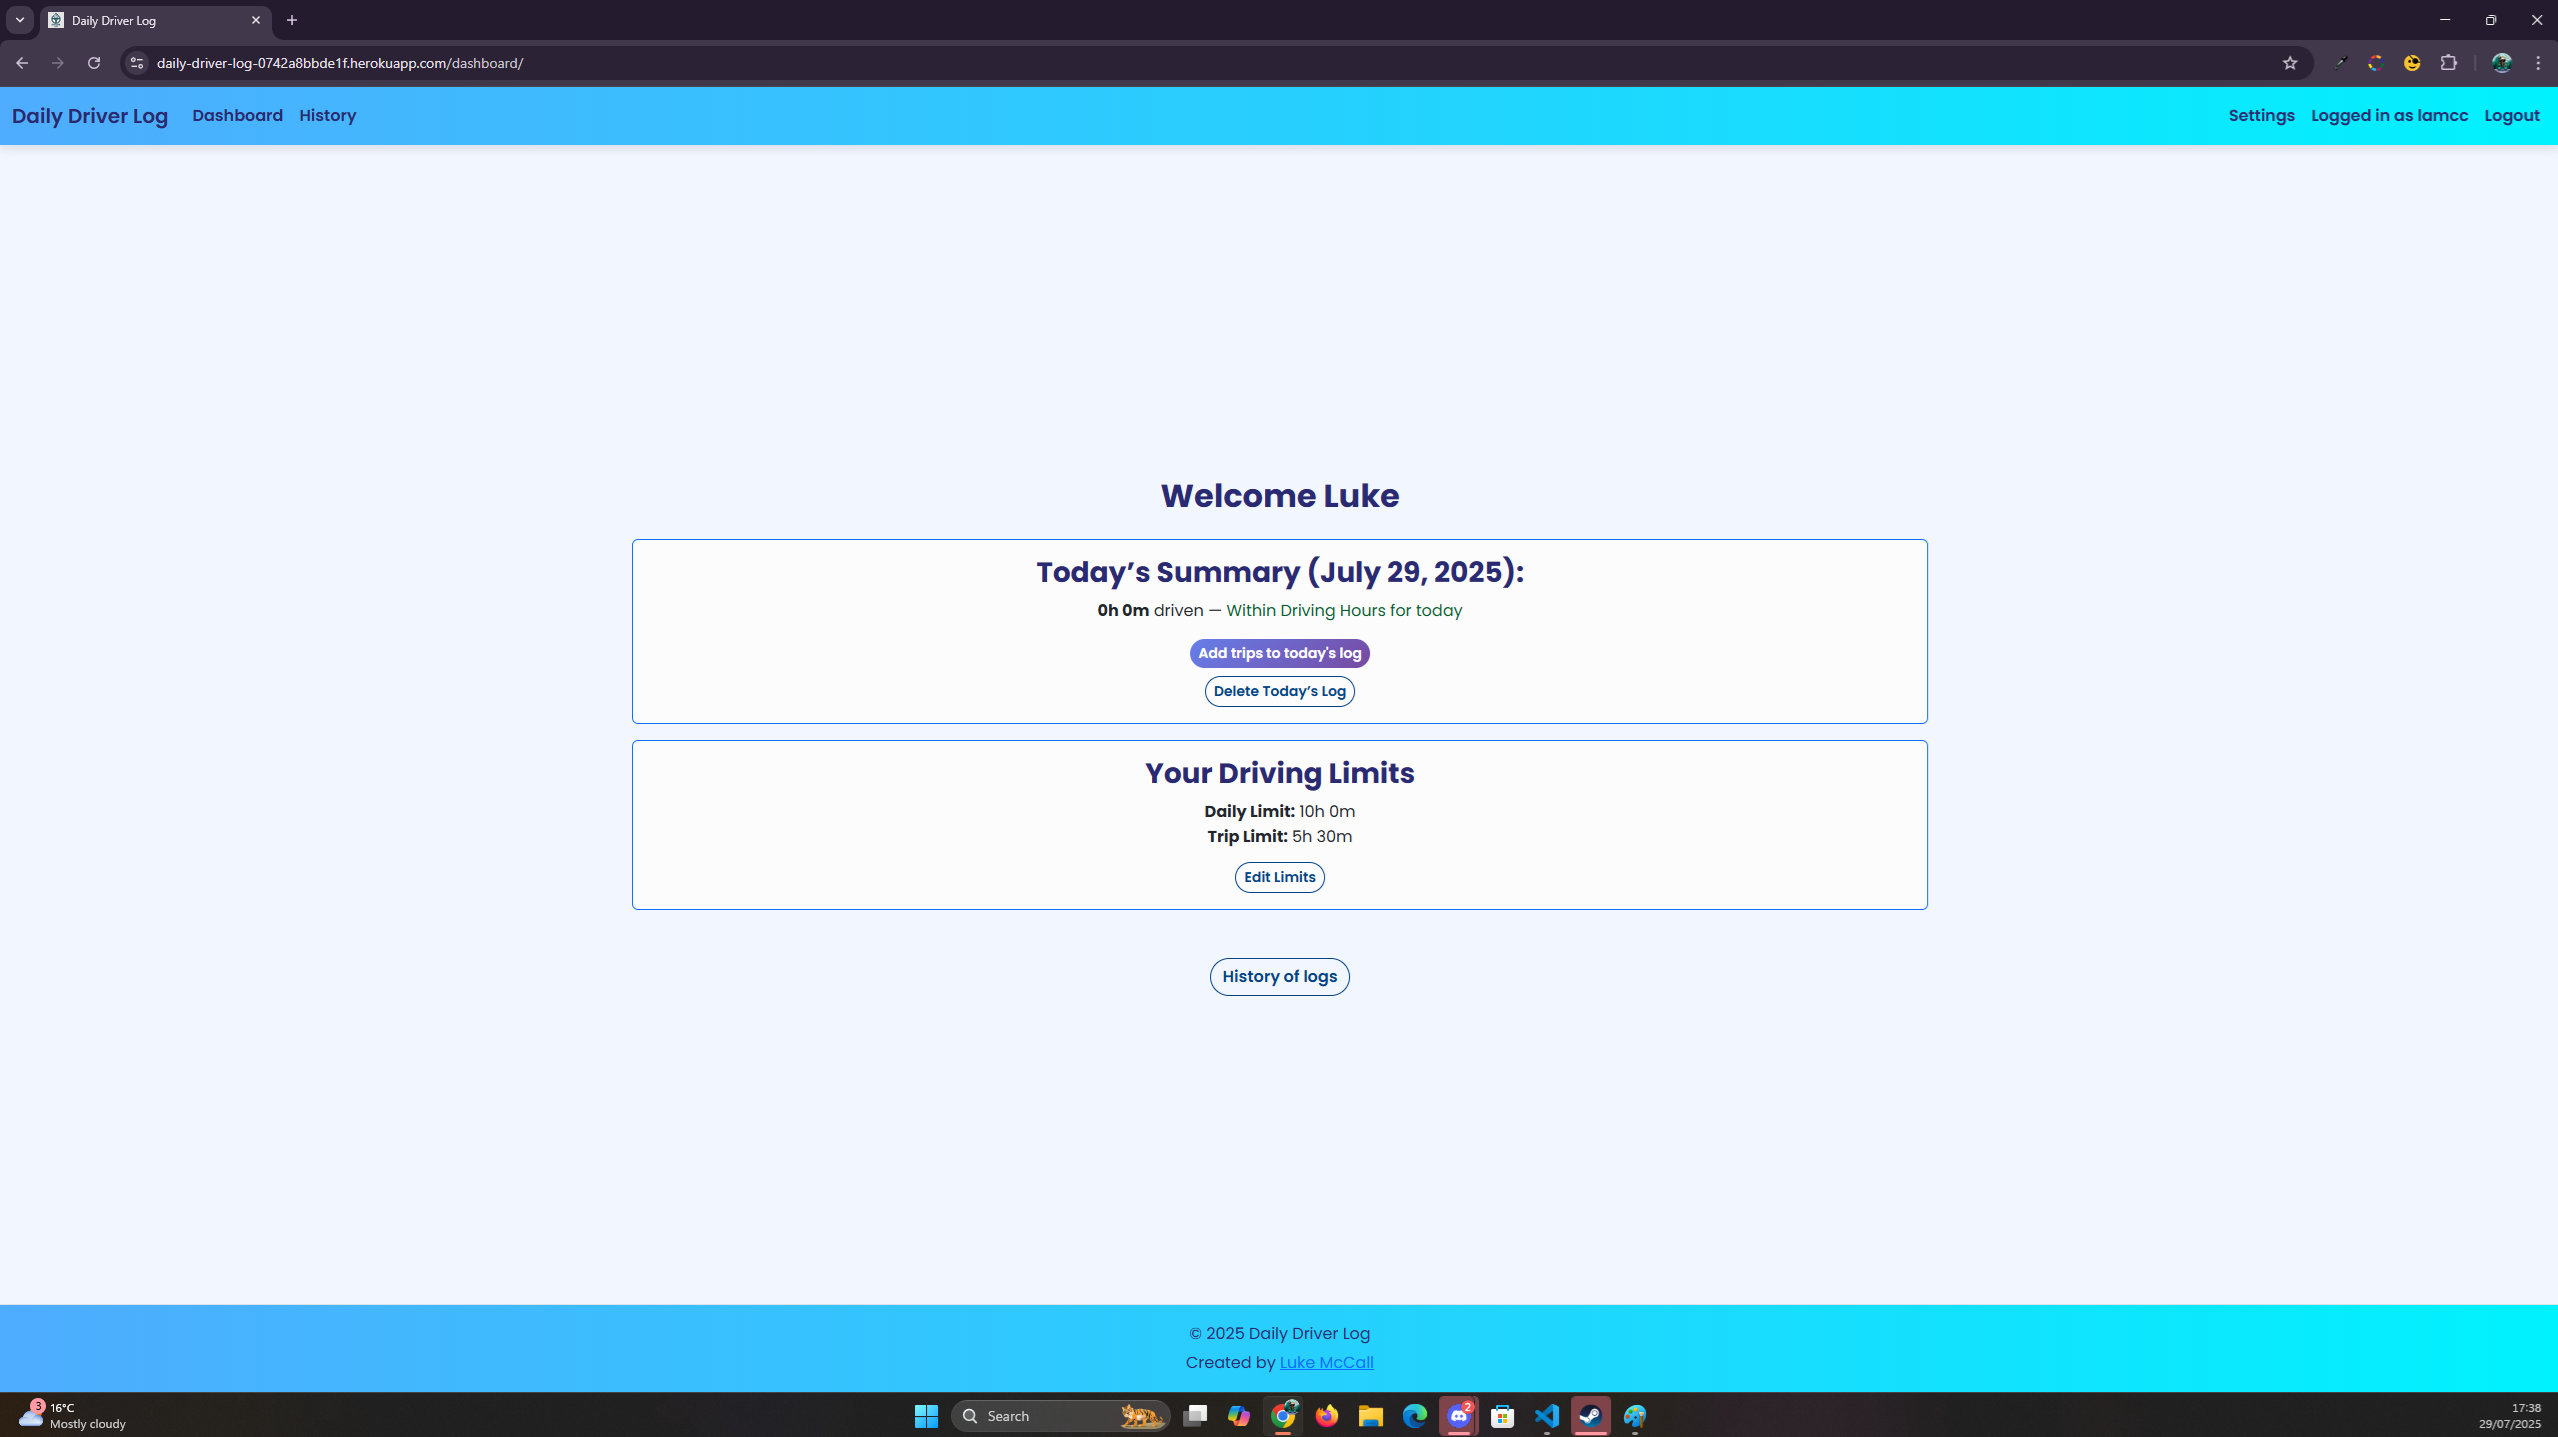 Daily Driver Log
daily-driver-log-0742a8bbde1f.herokuapp.com/dashboard/
Daily Driver Log Dashboard History Settings Logged in as lamcc Logout
Welcome Luke
Today’s Summary (July 29, 2025):
0h 0m driven — Within Driving Hours for today
Add trips to today's log
Delete Today’s Log
Your Driving Limits
Daily Limit: 10h 0m
Trip Limit: 5h 30m
Edit Limits
History of logs
© 2025 Daily Driver Log
Created by Luke McCall
3
16°C
Mostly cloudy
Search
2
17:38
29/07/2025